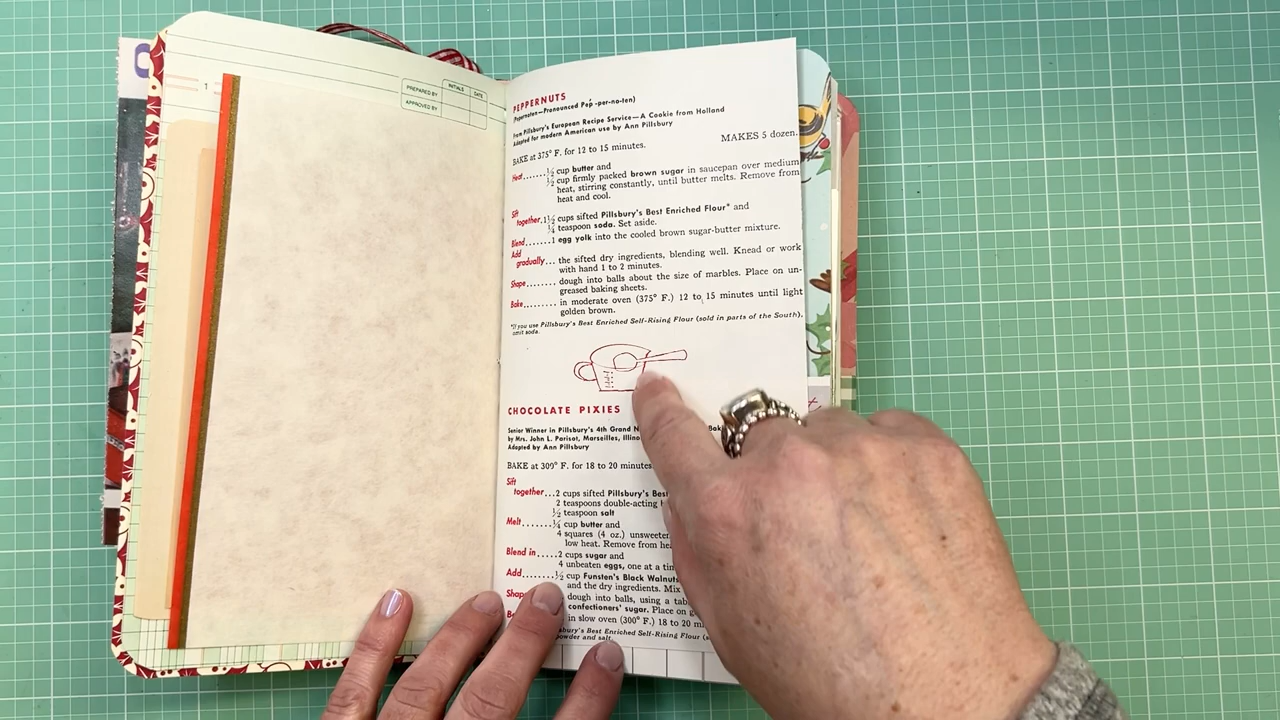 1
PREPARED BY
INITIALS
DATE
APPROVED BY
PEPPERNUTS
(Pepernoten—Pronounced Peṕ-per-no-ten)
From Pillsbury's European Recipe Service—A Cookie from Holland
Adapted for modern American use by Ann Pillsbury
MAKES 5 dozen.
BAKE at 375° F. for 12 to 15 minutes.
Heat.......½ cup butter and
½ cup firmly packed brown sugar in saucepan over medium
heat, stirring constantly, until butter melts. Remove from
heat and cool.
Sift
together.1½ cups sifted Pillsbury's Best Enriched Flour* and
¼ teaspoon soda. Set aside.
Blend.......1 egg yolk into the cooled brown sugar-butter mixture.
Add
gradually... the sifted dry ingredients, blending well. Knead or work
with hand 1 to 2 minutes.
Shape........ dough into balls about the size of marbles. Place on un-
greased baking sheets.
Bake......... in moderate oven (375° F.) 12 to 15 minutes until light
golden brown.
*If you use Pillsbury's Best Enriched Self-Rising Flour (sold in parts of the South),
omit soda.
CHOCOLATE PIXIES
Senior Winner in Pillsbury's 4th Grand
by Mrs. John L. Parisot, Marseilles,
Adapted by Ann Pillsbury
BAKE at 300° F. for 18 to 20 minutes
Sift
together...2 cups sifted Pillsbury's Best
2 teaspoons double-acting
½ teaspoon salt
Melt.......¼ cup butter and
4 squares (4 oz.)
low heat. Remove from
Blend in.....2 cups sugar and
4 unbeaten eggs, one at a
Add........½ cup Funsten's Black Walnuts
and the dry ingredients. Mix
dough into balls, using a
confectioners' sugar. Place on
in slow oven (300° F.) 18 to 20
Best Enriched Self-Rising Flour
powder and salt.